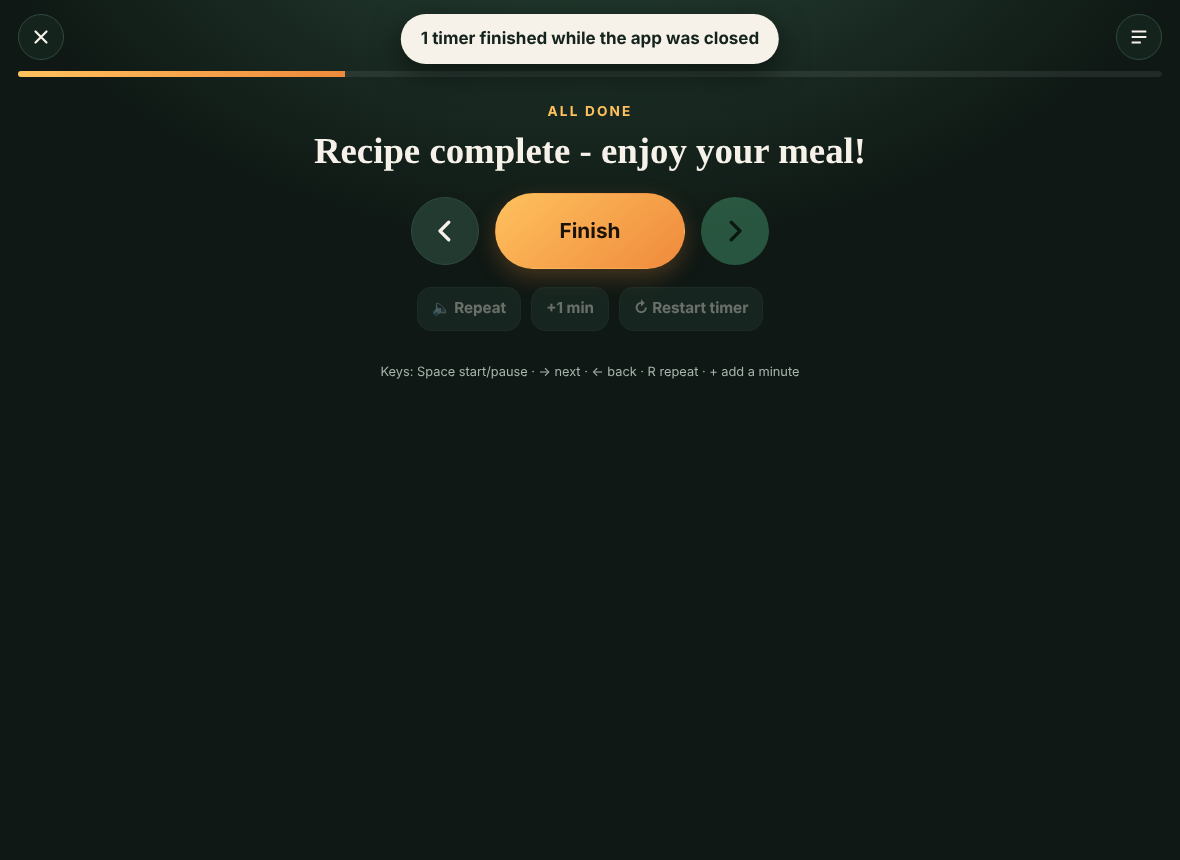 1 timer finished while the app was closed
ALL DONE
Recipe complete - enjoy your meal!
Finish
🔈 Repeat
+1 min
↻ Restart timer
Keys: Space start/pause · → next · ← back · R repeat · + add a minute